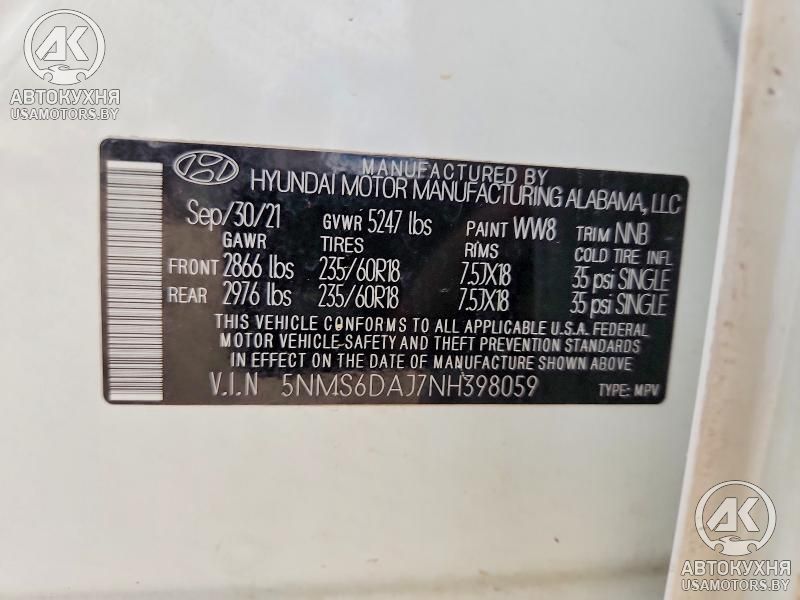 AK
АВТОКУХНЯ
USAMOTORS.BY
MANUFACTURED BY
HYUNDAI MOTOR MANUFACTURING ALABAMA, LLC
Sep/30/21 GVWR 5247 lbs PAINT WW8 TRIM NNB
GAWR TIRES RIMS COLD TIRE INFL
FRONT 2866 lbs 235/60R18 7.5JX18 35 psi SINGLE
REAR 2976 lbs 235/60R18 7.5JX18 35 psi SINGLE
THIS VEHICLE CONFORMS TO ALL APPLICABLE U.S.A. FEDERAL
MOTOR VEHICLE SAFETY AND THEFT PREVENTION STANDARDS
IN EFFECT ON THE DATE OF MANUFACTURE SHOWN ABOVE
V.I.N 5NMS6DAJ7NH398059 TYPE: MPV
AK
АВТОКУХНЯ
USAMOTORS.BY